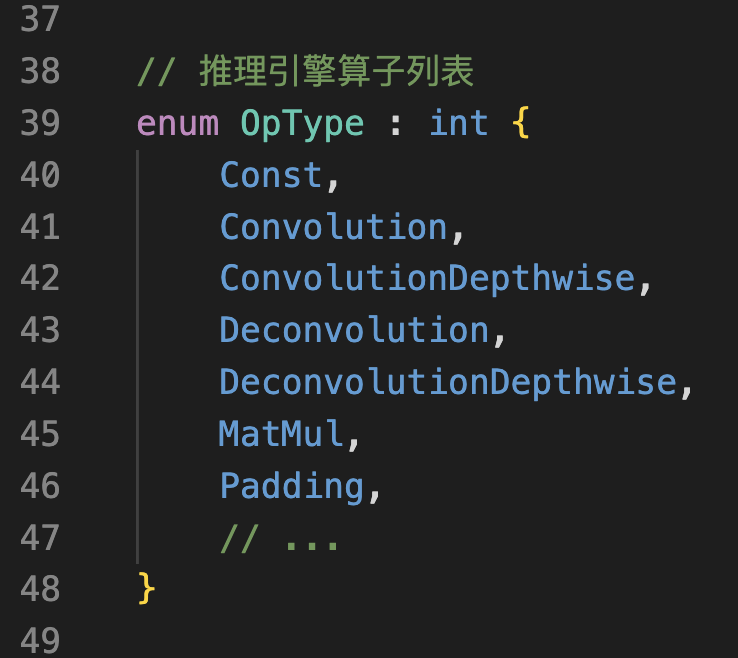 37
38 // 推理引擎算子列表
39 enum OpType : int {
40 Const,
41 Convolution,
42 ConvolutionDepthwise,
43 Deconvolution,
44 DeconvolutionDepthwise,
45 MatMul,
46 Padding,
47 // ...
48 }
49